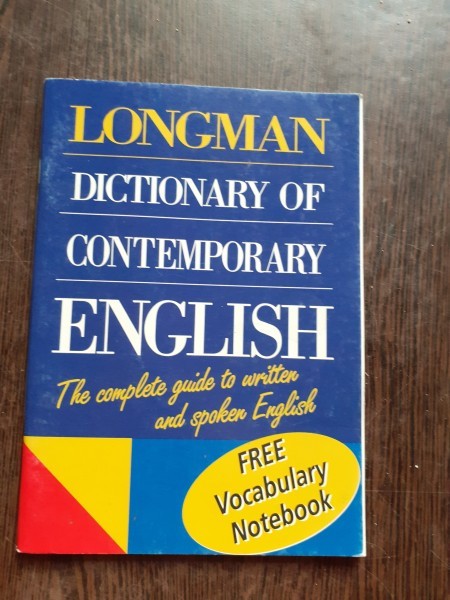 LONGMAN
DICTIONARY OF
CONTEMPORARY
ENGLISH
The complete guide to written
and spoken English
FREE
Vocabulary
Notebook